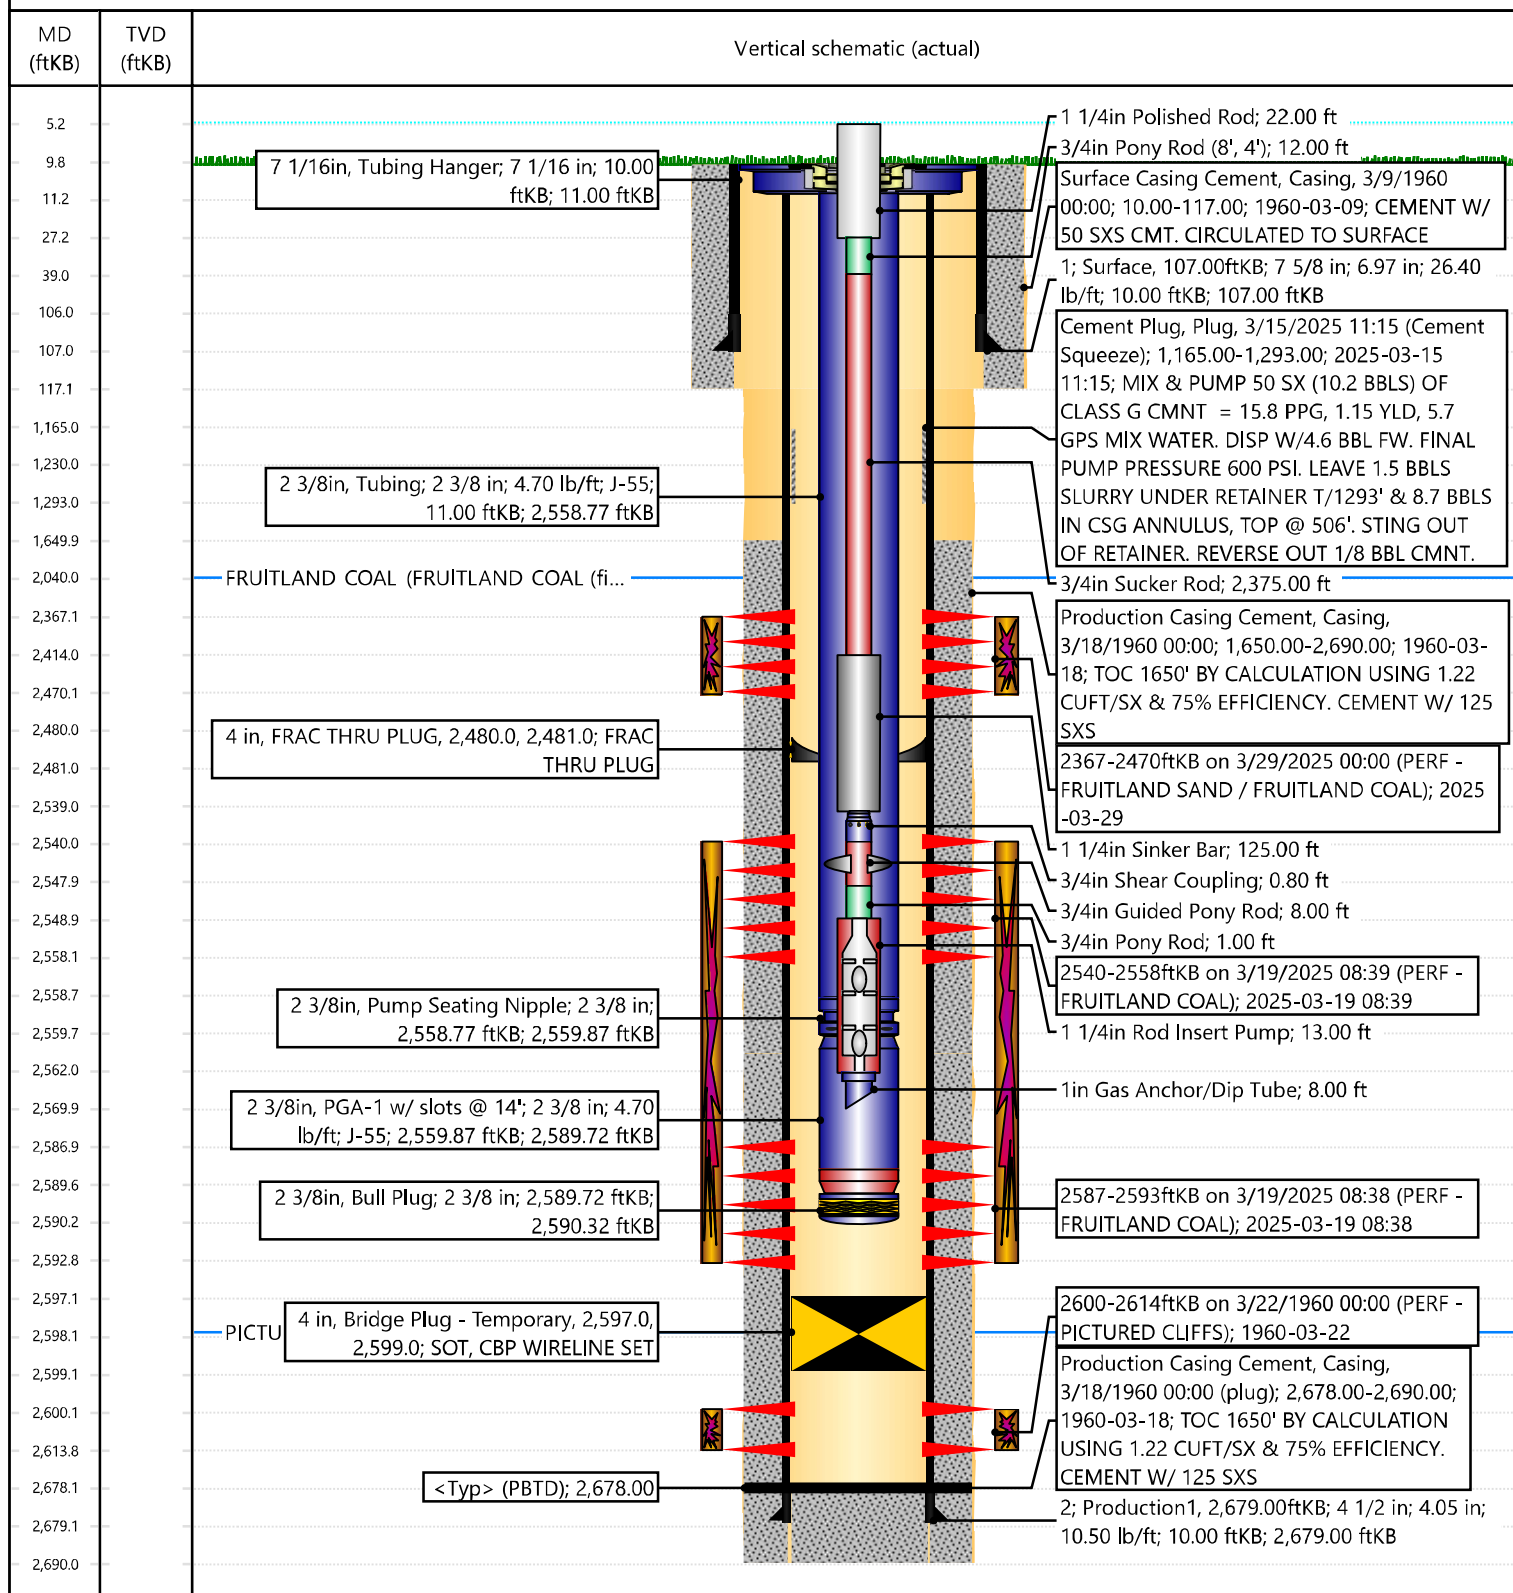 MD
(ftKB)
TVD
(ftKB)
Vertical schematic (actual)
5.2
9.8
11.2
27.2
39.0
106.0
107.0
117.1
1,165.0
1,230.0
1,293.0
1,649.9
2,040.0
2,367.1
2,414.0
2,470.1
2,480.0
2,481.0
2,539.0
2,540.0
2,547.9
2,548.9
2,558.1
2,558.7
2,559.7
2,562.0
2,569.9
2,586.9
2,589.6
2,590.2
2,592.8
2,597.1
2,598.1
2,599.1
2,600.1
2,613.8
2,678.1
2,679.1
2,690.0
7 1/16in, Tubing Hanger; 7 1/16 in; 10.00
ftKB; 11.00 ftKB
2 3/8in, Tubing; 2 3/8 in; 4.70 lb/ft; J-55;
11.00 ftKB; 2,558.77 ftKB
FRUITLAND COAL (FRUITLAND COAL (fi...
4 in, FRAC THRU PLUG, 2,480.0, 2,481.0; FRAC
THRU PLUG
2 3/8in, Pump Seating Nipple; 2 3/8 in;
2,558.77 ftKB; 2,559.87 ftKB
2 3/8in, PGA-1 w/ slots @ 14'; 2 3/8 in; 4.70
lb/ft; J-55; 2,559.87 ftKB; 2,589.72 ftKB
2 3/8in, Bull Plug; 2 3/8 in; 2,589.72 ftKB;
2,590.32 ftKB
PICTU
4 in, Bridge Plug - Temporary, 2,597.0,
2,599.0; SOT, CBP WIRELINE SET
<Typ> (PBTD); 2,678.00
1 1/4in Polished Rod; 22.00 ft
3/4in Pony Rod (8', 4'); 12.00 ft
Surface Casing Cement, Casing, 3/9/1960
00:00; 10.00-117.00; 1960-03-09; CEMENT W/
50 SXS CMT. CIRCULATED TO SURFACE
1; Surface, 107.00ftKB; 7 5/8 in; 6.97 in; 26.40
lb/ft; 10.00 ftKB; 107.00 ftKB
Cement Plug, Plug, 3/15/2025 11:15 (Cement
Squeeze); 1,165.00-1,293.00; 2025-03-15
11:15; MIX & PUMP 50 SX (10.2 BBLS) OF
CLASS G CMNT  = 15.8 PPG, 1.15 YLD, 5.7
GPS MIX WATER. DISP W/4.6 BBL FW. FINAL
PUMP PRESSURE 600 PSI. LEAVE 1.5 BBLS
SLURRY UNDER RETAINER T/1293' & 8.7 BBLS
IN CSG ANNULUS, TOP @ 506'. STING OUT
OF RETAINER. REVERSE OUT 1/8 BBL CMNT.
3/4in Sucker Rod; 2,375.00 ft
Production Casing Cement, Casing,
3/18/1960 00:00; 1,650.00-2,690.00; 1960-03-
18; TOC 1650' BY CALCULATION USING 1.22
CUFT/SX & 75% EFFICIENCY. CEMENT W/ 125
SXS
2367-2470ftKB on 3/29/2025 00:00 (PERF -
FRUITLAND SAND / FRUITLAND COAL); 2025
-03-29
1 1/4in Sinker Bar; 125.00 ft
3/4in Shear Coupling; 0.80 ft
3/4in Guided Pony Rod; 8.00 ft
3/4in Pony Rod; 1.00 ft
2540-2558ftKB on 3/19/2025 08:39 (PERF -
FRUITLAND COAL); 2025-03-19 08:39
1 1/4in Rod Insert Pump; 13.00 ft
1in Gas Anchor/Dip Tube; 8.00 ft
2587-2593ftKB on 3/19/2025 08:38 (PERF -
FRUITLAND COAL); 2025-03-19 08:38
2600-2614ftKB on 3/22/1960 00:00 (PERF -
PICTURED CLIFFS); 1960-03-22
Production Casing Cement, Casing,
3/18/1960 00:00 (plug); 2,678.00-2,690.00;
1960-03-18; TOC 1650' BY CALCULATION
USING 1.22 CUFT/SX & 75% EFFICIENCY.
CEMENT W/ 125 SXS
2; Production1, 2,679.00ftKB; 4 1/2 in; 4.05 in;
10.50 lb/ft; 10.00 ftKB; 2,679.00 ftKB